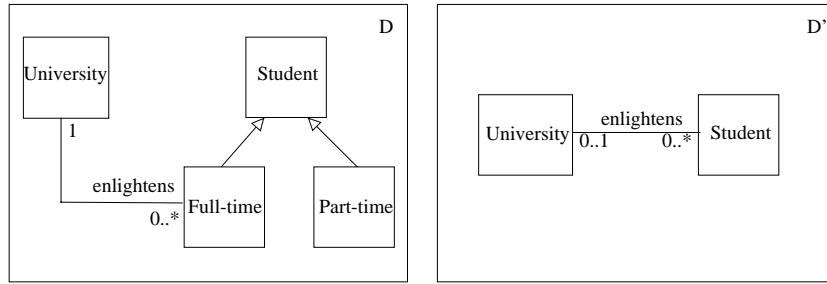 D
University
Student
1
enlightens
0..*
Full-time
Part-time
D'
University
enlightens
0..1
0..*
Student